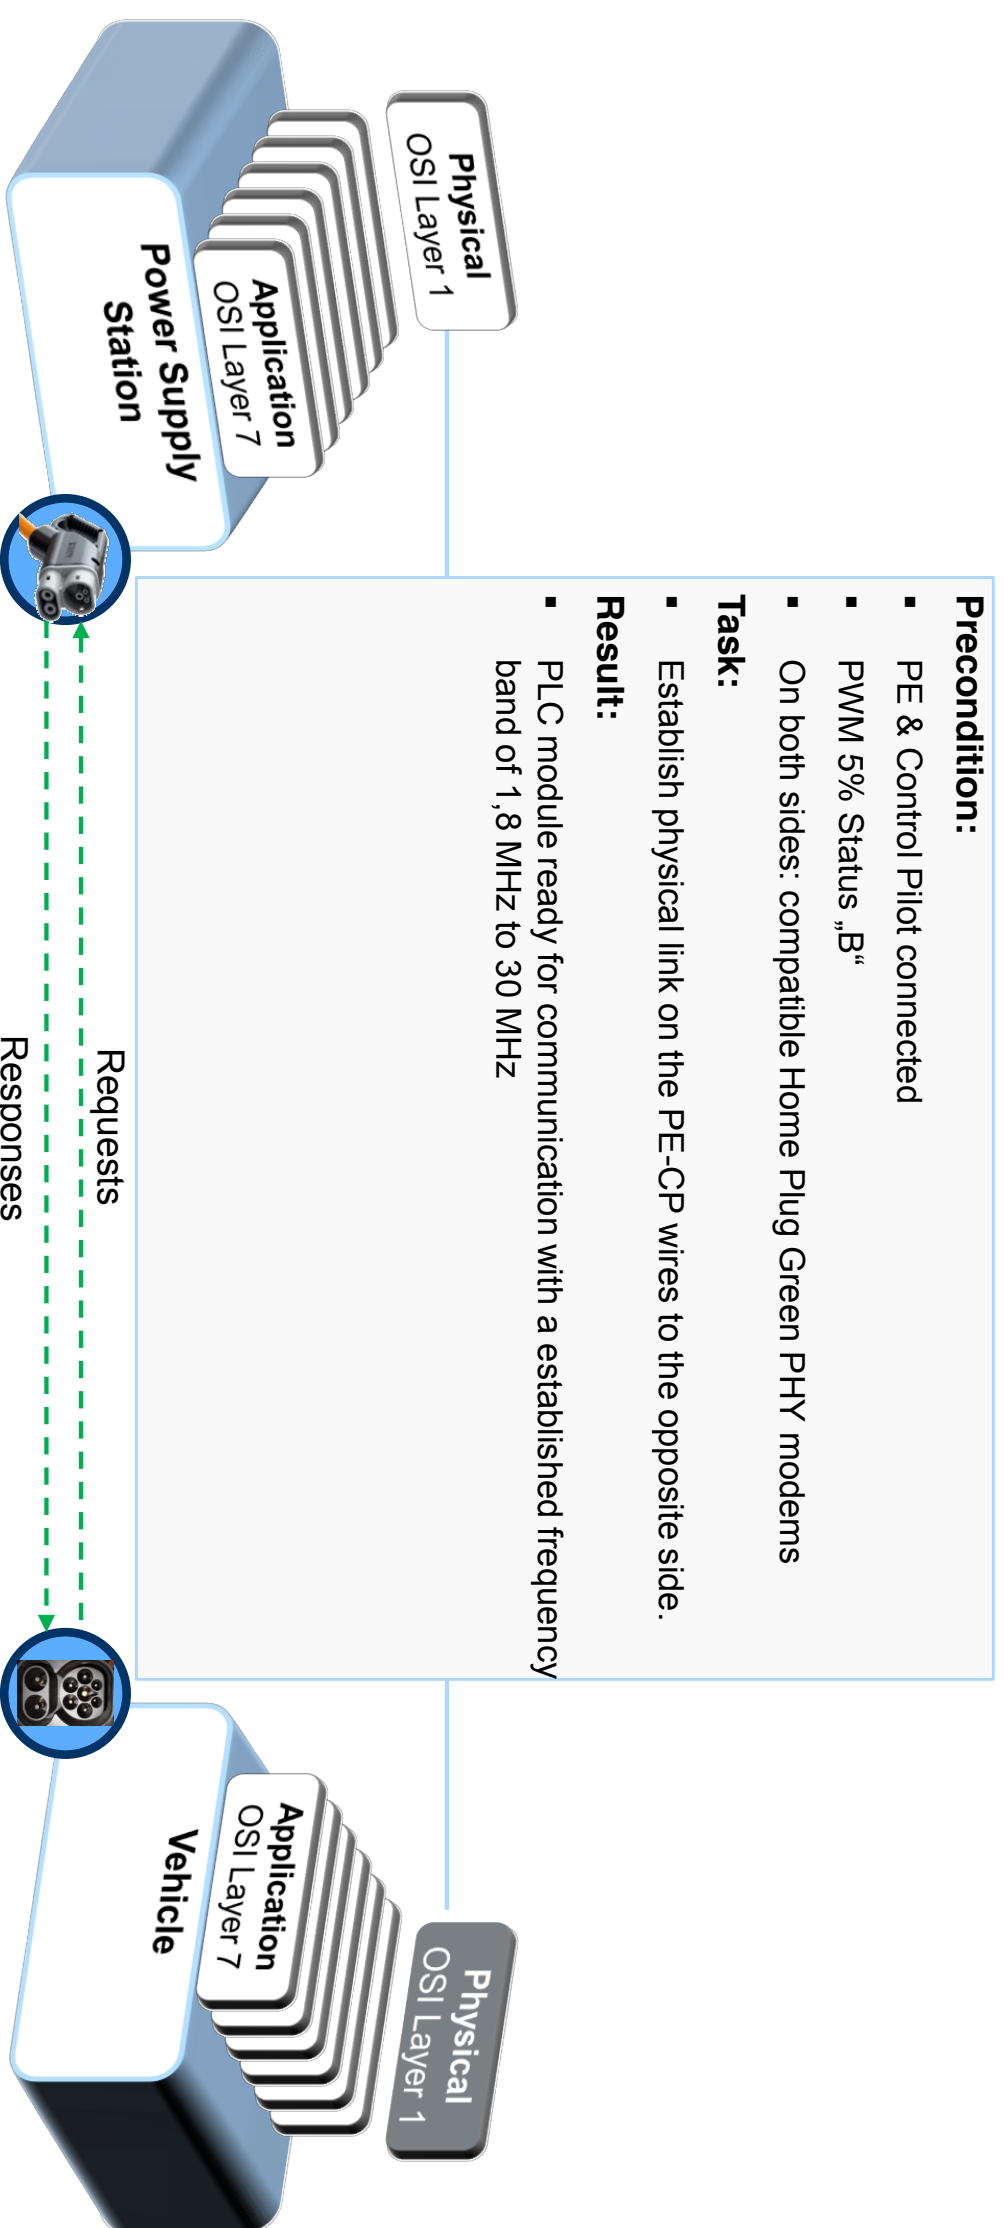 Precondition:
▪ PE & Control Pilot connected
▪ PWM 5% Status „B“
▪ On both sides: compatible Home Plug Green PHY modems
Task:
▪ Establish physical link on the PE-CP wires to the opposite side.
Result:
▪ PLC module ready for communication with a established frequency
band of 1,8 MHz to 30 MHz
Physical
OSI Layer 1
Application
OSI Layer 7
Power Supply
Station
Physical
OSI Layer 1
Application
OSI Layer 7
Vehicle
Requests
Responses